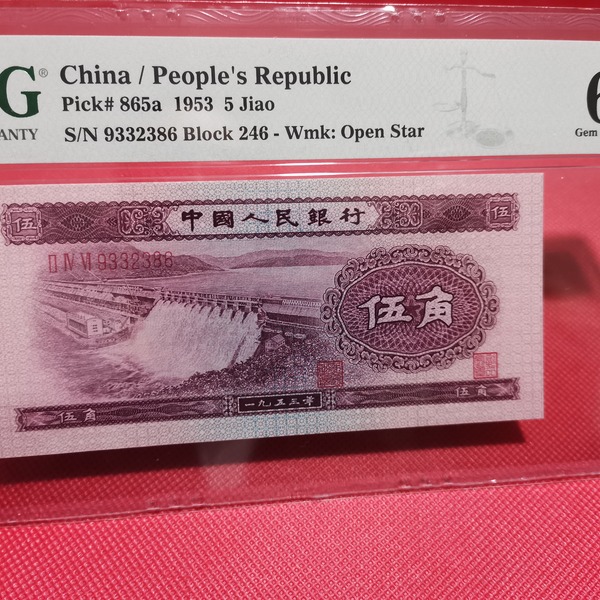 G®
China / People's Republic
Pick# 865a 1953 5 Jiao
S/N 9332386 Block 246 - Wmk: Open Star
RANTY
6
Gem
伍 中國人民銀行 伍
II IV VI 9332386
伍角
一九五三年
伍角 伍角